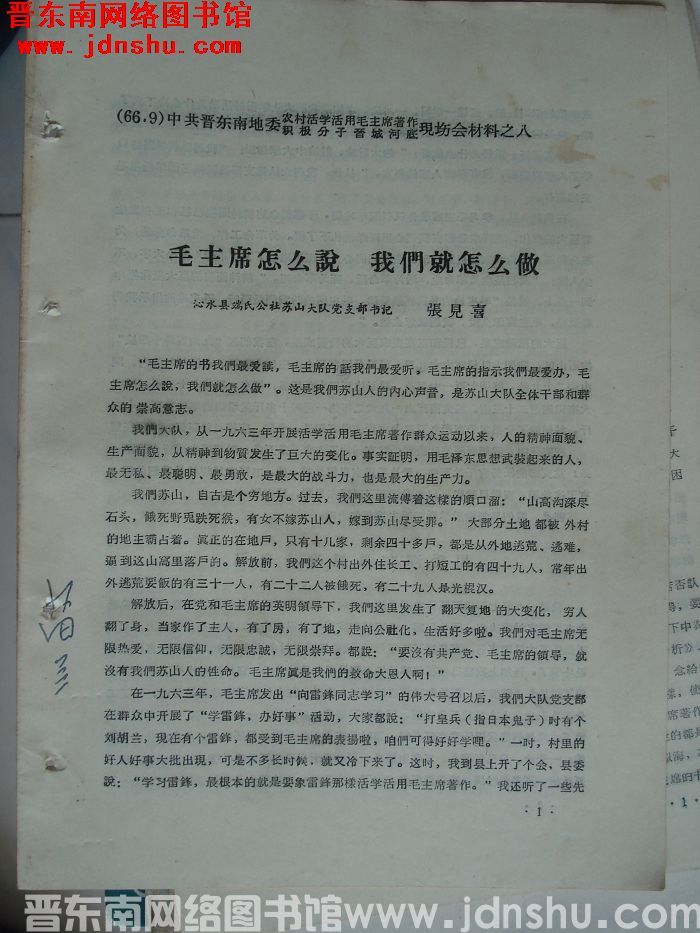 晋东南网络图书馆
www.jdnshu.com
(66.9)中共晋东南地委农村活学活用毛主席著作积极分子晋城河底現场会材料之八
毛主席怎么說 我們就怎么做
沁水县端氏公社苏山大队党支部书記 張見喜
“毛主席的书我們最爱讀，毛主席的話我們最爱听，毛主席的指示我們最爱办，毛
主席怎么說，我們就怎么做”。这是我們苏山人的內心声音，是苏山大队全体干部和群
众的崇高意志。
我們大队，从一九六三年开展活学活用毛主席著作群众运动以来，人的精神面貌、
生产面貌，从精神到物質发生了巨大的变化。事实証明，用毛泽东思想武装起来的人，
最无私、最聪明、最勇敢，是最大的战斗力，也是最大的生产力。
我們苏山，自古是个穷地方。过去，我們这里流傳着这樣的順口溜：“山高沟深尽
石头，餓死野兎跌死猴，有女不嫁苏山人，嫁到苏山尽受罪。”大部分土地都被外村
的地主覇占着。眞正的在地戶，只有十几家，剩余四十多戶，都是从外地逃荒、逃难，
逼到这山窝里落戶的。解放前，我們这个村出外住长工、打短工的有四十九人，常年出
外逃荒要飯的有三十一人，有二十二人被餓死，有二十九人是光棍汉。
解放后，在党和毛主席的英明領导下，我們这里发生了翻天复地的大变化，穷人
翻了身，当家作了主人，有了房，有了地，走向公社化，生活好多啦。我們对毛主席无
限热爱，无限信仰，无限忠誠，无限崇拜。都說：“要沒有共产党、毛主席的領导，就
沒有我們苏山人的性命。毛主席眞是我們的救命大恩人啊！”
在一九六三年，毛主席发出“向雷鋒同志学习”的伟大号召以后，我們大队党支部
在群众中开展了“学雷鋒，办好事”活动，大家都說：“打皇兵（指日本鬼子）时有个
刘胡兰，現在有个雷鋒，都受到毛主席的表揚啦，咱們可得好好学哩。”一时，村里的
好人好事大批出現，可是不多长时候，就又冷下来了。这时，我到县上开了个会，县委
說：“学习雷鋒，最根本的就是要象雷鋒那樣活学活用毛主席著作。”我还听了一些先
·1·
·1·
晋东南网络图书馆 www.jdnshu.com